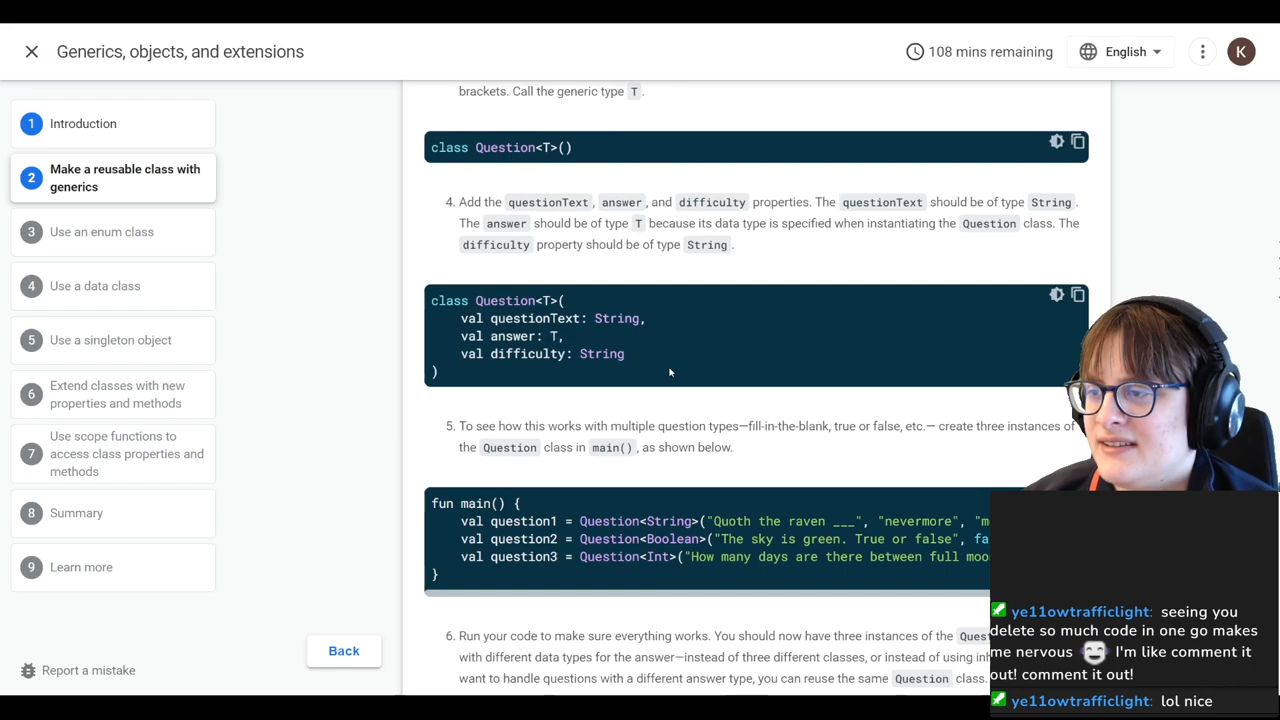 Generics, objects, and extensions
108 mins remaining
English
K
1 Introduction
2 Make a reusable class with
generics
3 Use an enum class
4 Use a data class
5 Use a singleton object
6 Extend classes with new
properties and methods
7 Use scope functions to
access class properties and
methods
8 Summary
9 Learn more
Back
Report a mistake
brackets. Call the generic type T.
class Question<T>()
4. Add the questionText, answer, and difficulty properties. The questionText should be of type String.
The answer should be of type T because its data type is specified when instantiating the Question class. The
difficulty property should be of type String.
class Question<T>(
val questionText: String,
val answer: T,
val difficulty: String
)
5. To see how this works with multiple question types—fill-in-the-blank, true or false, etc.— create three instances of
the Question class in main(), as shown below.
fun main() {
val question1 = Question<String>("Quoth the raven ___", "nevermore", "m
val question2 = Question<Boolean>("The sky is green. True or false", fa
val question3 = Question<Int>("How many days are there between full moo
}
6. Run your code to make sure everything works. You should now have three instances of the Ques
with different data types for the answer—instead of three different classes, or instead of using inh
want to handle questions with a different answer type, you can reuse the same Question class.
ye11owtrafficlight: seeing you
delete so much code in one go makes
me nervous I'm like comment it
out! comment it out!
ye11owtrafficlight: lol nice